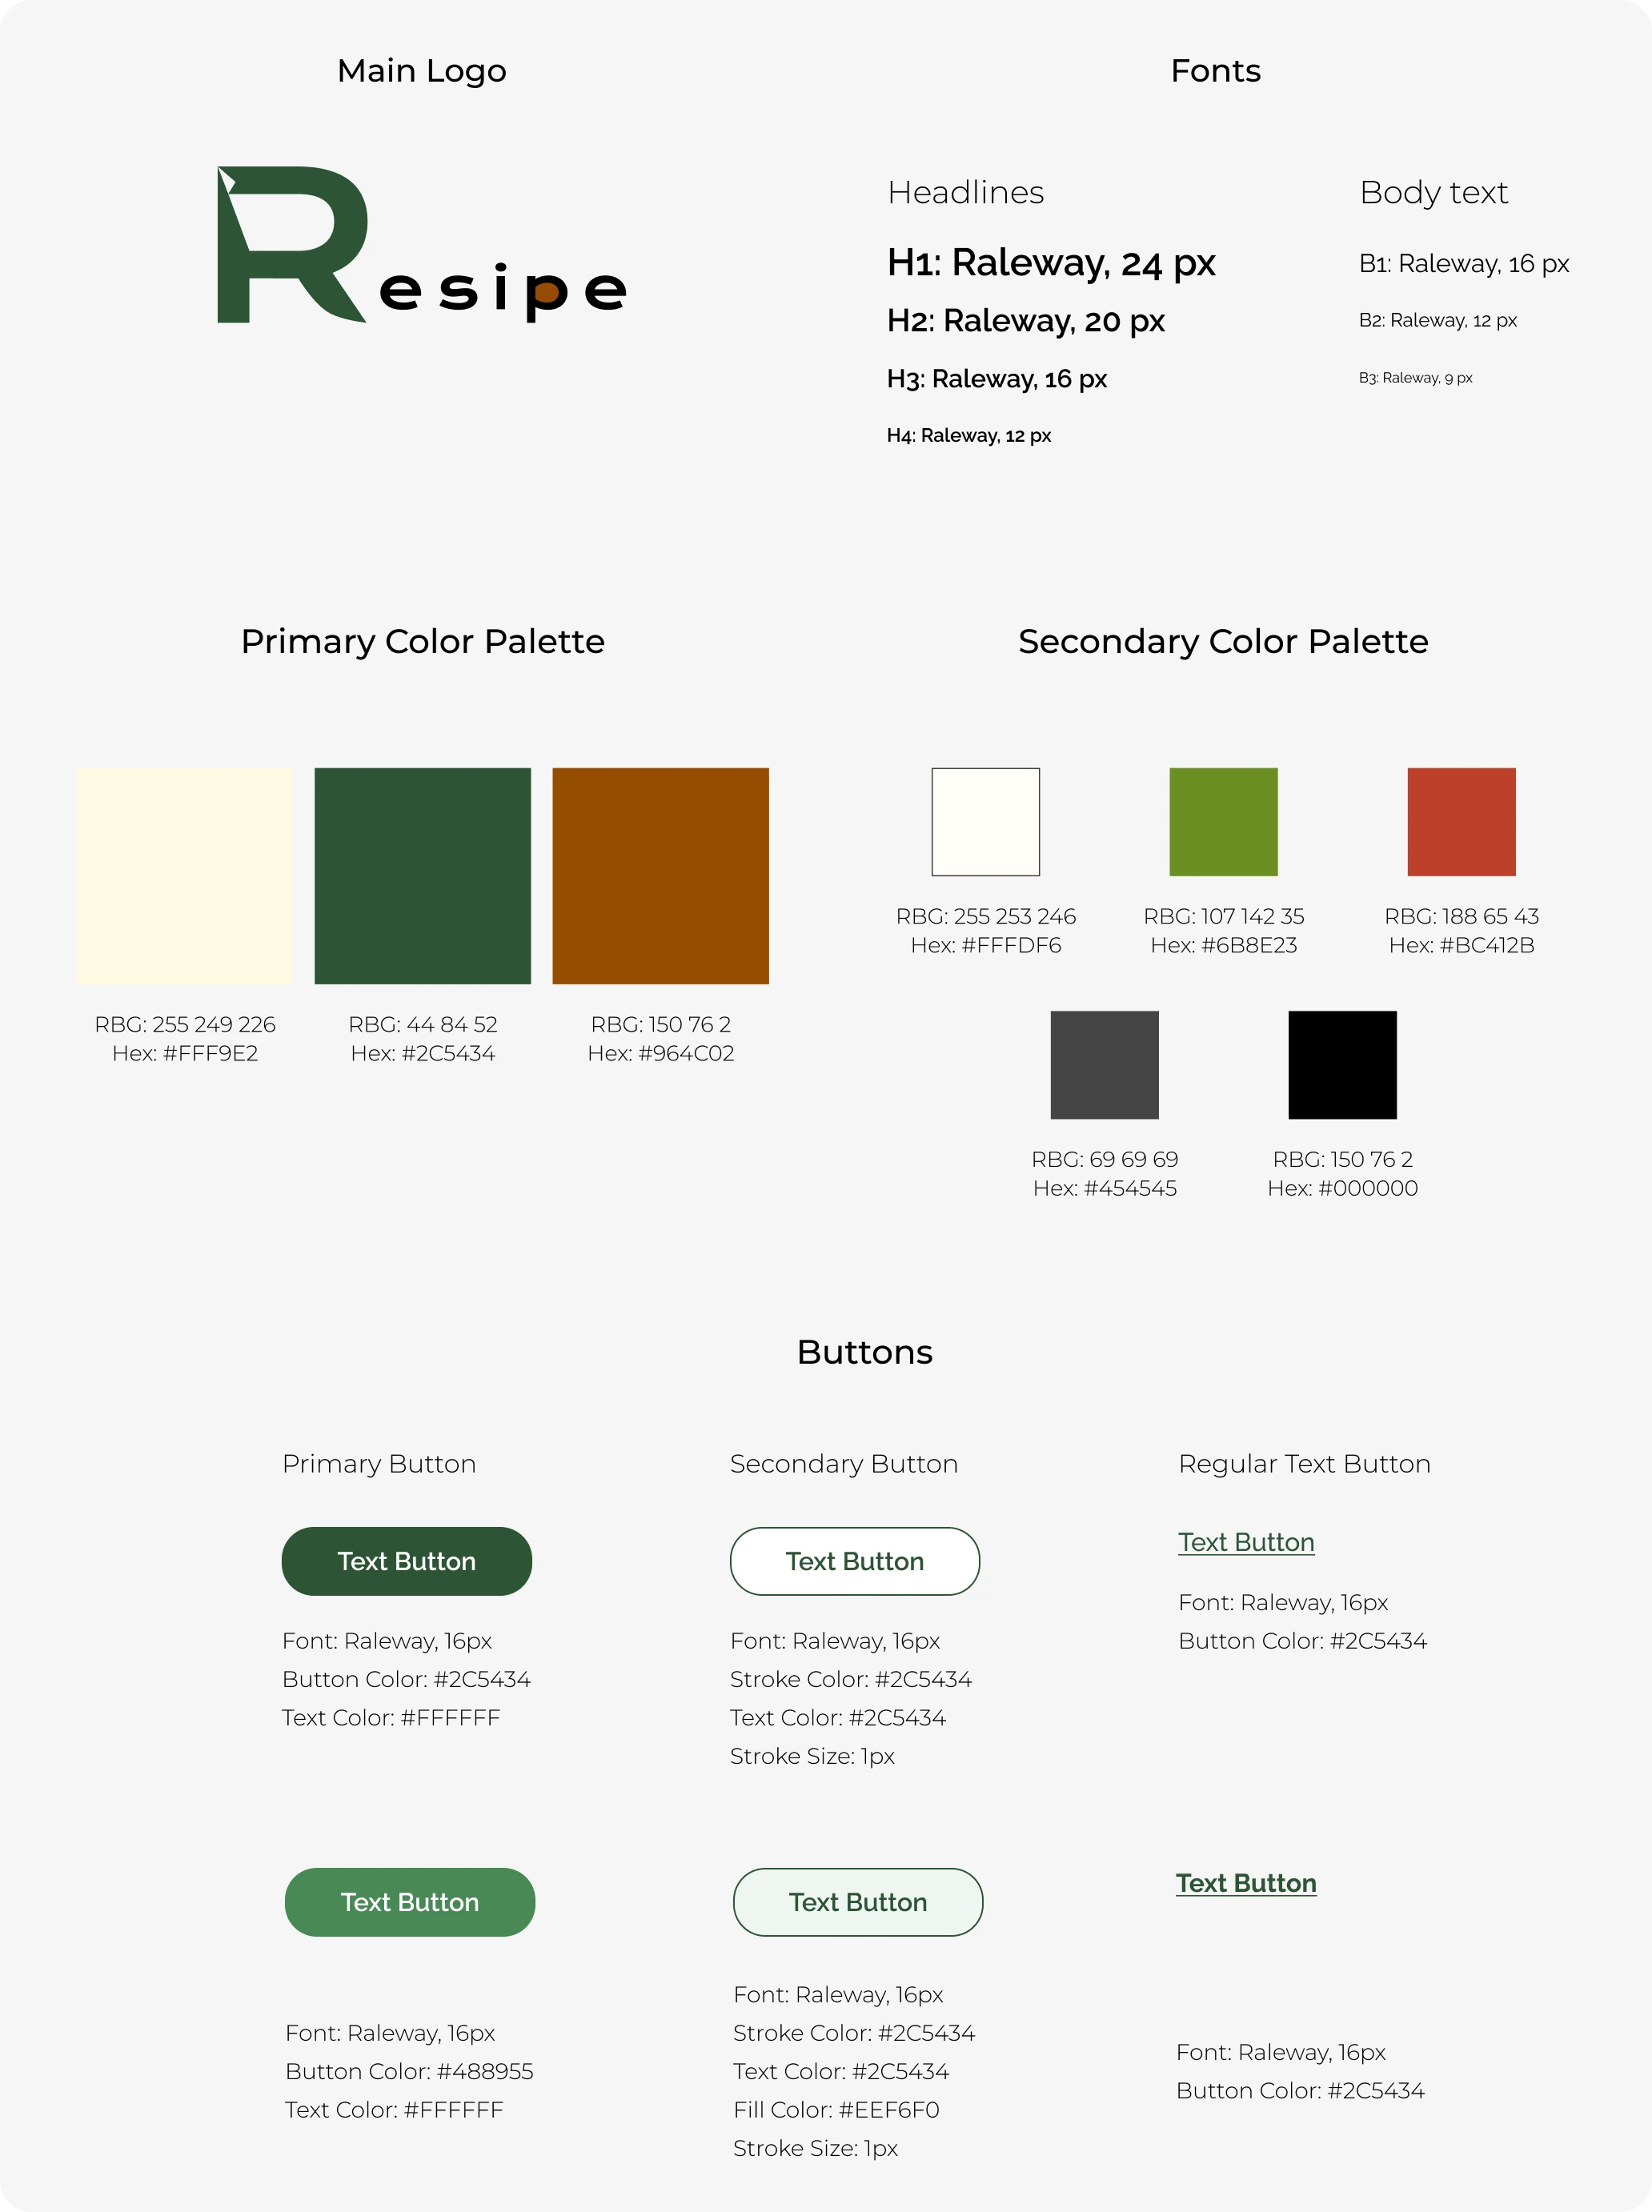 Main Logo
Resipe
Fonts
Headlines
H1: Raleway, 24 px
H2: Raleway, 20 px
H3: Raleway, 16 px
H4: Raleway, 12 px
Body text
B1: Raleway, 16 px
B2: Raleway, 12 px
B3: Raleway, 9 px
Primary Color Palette
RBG: 255 249 226
Hex: #FFF9E2
RBG: 44 84 52
Hex: #2C5434
RBG: 150 76 2
Hex: #964C02
Secondary Color Palette
RBG: 255 253 246
Hex: #FFFDF6
RBG: 107 142 35
Hex: #6B8E23
RBG: 188 65 43
Hex: #BC412B
RBG: 69 69 69
Hex: #454545
RBG: 150 76 2
Hex: #000000
Buttons
Primary Button
Text Button
Font: Raleway, 16px
Button Color: #2C5434
Text Color: #FFFFFF
Secondary Button
Text Button
Font: Raleway, 16px
Stroke Color: #2C5434
Text Color: #2C5434
Stroke Size: 1px
Regular Text Button
Text Button
Font: Raleway, 16px
Button Color: #2C5434
Text Button
Font: Raleway, 16px
Button Color: #488955
Text Color: #FFFFFF
Text Button
Font: Raleway, 16px
Stroke Color: #2C5434
Text Color: #2C5434
Fill Color: #EEF6F0
Stroke Size: 1px
Text Button
Font: Raleway, 16px
Button Color: #2C5434